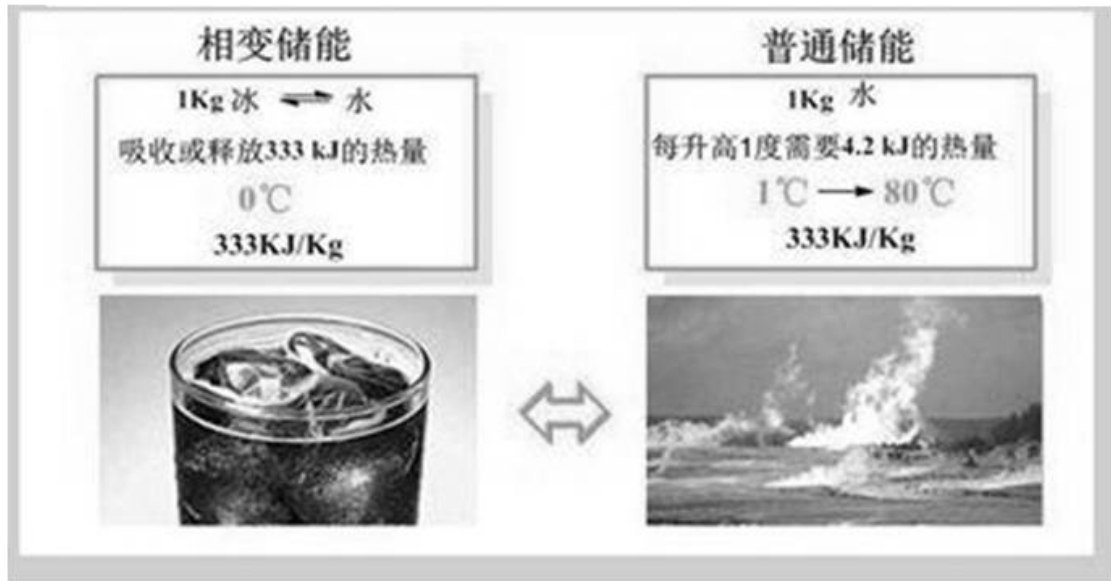 相变储能
1Kg 冰 ⇌ 水
吸收或释放333 kJ的热量
0℃
333KJ/Kg
普通储能
1Kg 水
每升高1度需要4.2 kJ的热量
1℃ → 80℃
333KJ/Kg